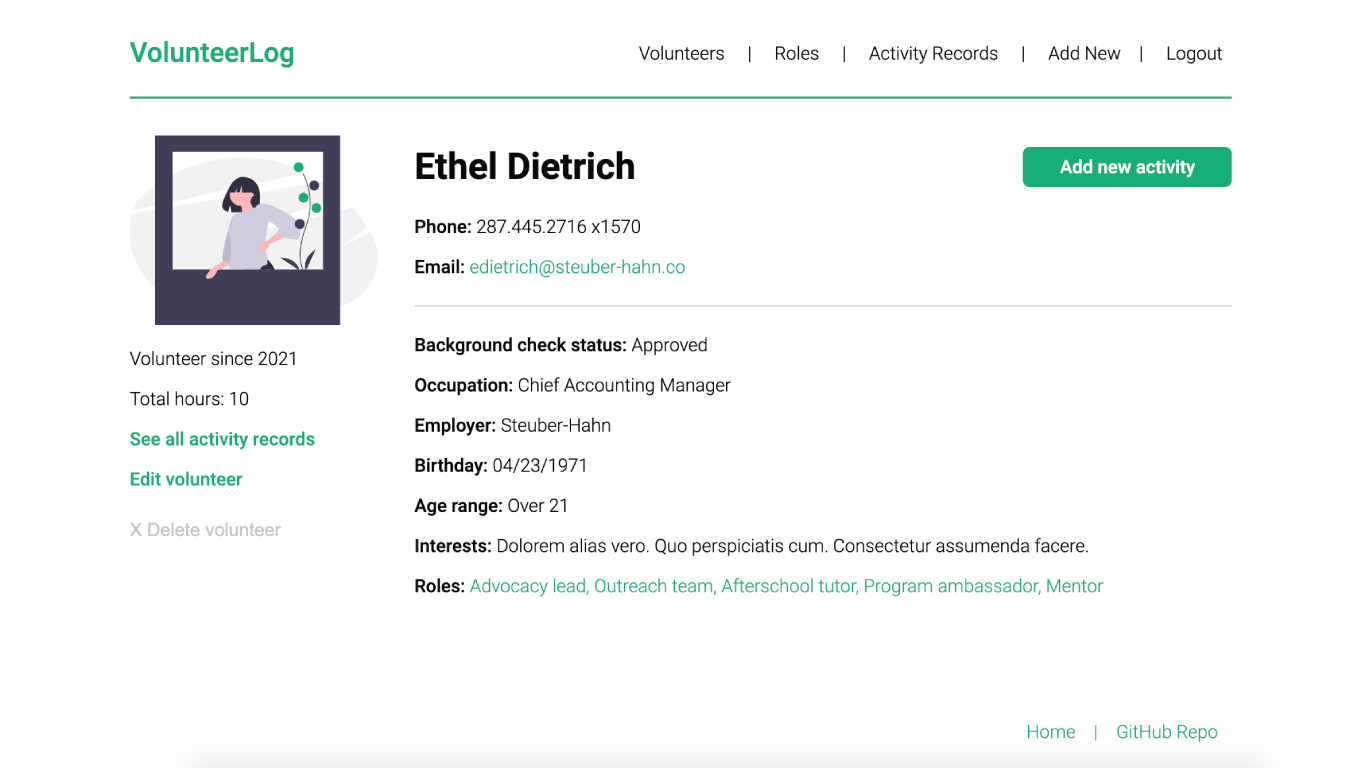 VolunteerLog
Volunteers | Roles | Activity Records | Add New | Logout
Ethel Dietrich
Add new activity
Phone: 287.445.2716 x1570
Email: edietrich@steuber-hahn.co
Volunteer since 2021
Total hours: 10
See all activity records
Edit volunteer
X Delete volunteer
Background check status: Approved
Occupation: Chief Accounting Manager
Employer: Steuber-Hahn
Birthday: 04/23/1971
Age range: Over 21
Interests: Dolorem alias vero. Quo perspiciatis cum. Consectetur assumenda facere.
Roles: Advocacy lead, Outreach team, Afterschool tutor, Program ambassador, Mentor
Home | GitHub Repo